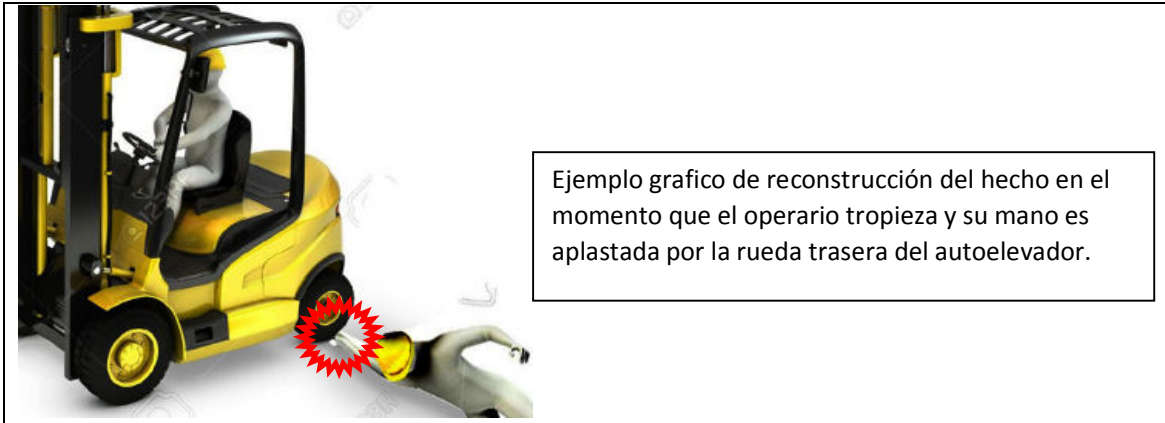 Ejemplo grafico de reconstrucción del hecho en el
momento que el operario tropieza y su mano es
aplastada por la rueda trasera del autoelevador.